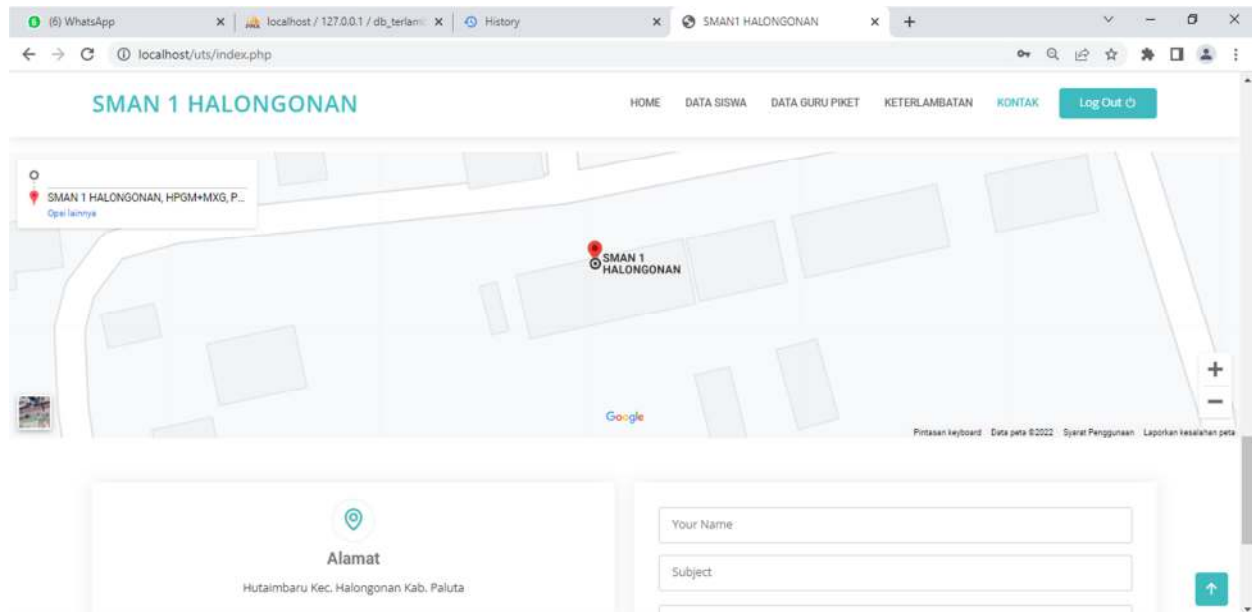 (6) WhatsApp
localhost / 127.0.0.1 / db_terlam
History
SMAN1 HALONGONAN
localhost/uts/index.php
SMAN 1 HALONGONAN
HOME
DATA SISWA
DATA GURU PIKET
KETERLAMBATAN
KONTAK
Log Out
SMAN 1 HALONGONAN, HPGM+MXG, P...
Opsi lainnya
SMAN 1
HALONGONAN
Google
Pintasan keyboard
Data peta ©2022
Syarat Penggunaan
Laporkan kesalahan peta
Alamat
Hutaimbaru Kec. Halongonan Kab. Paluta
Your Name
Subject